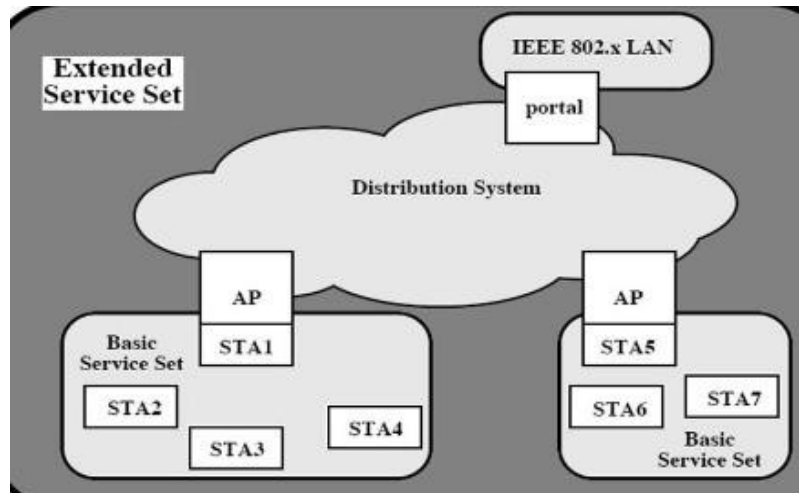 IEEE 802.x LAN
Extended
Service Set
portal
Distribution System
AP
AP
STA1
STA5
Basic
Service Set
STA2
STA3
STA4
STA6
STA7
Basic
Service Set